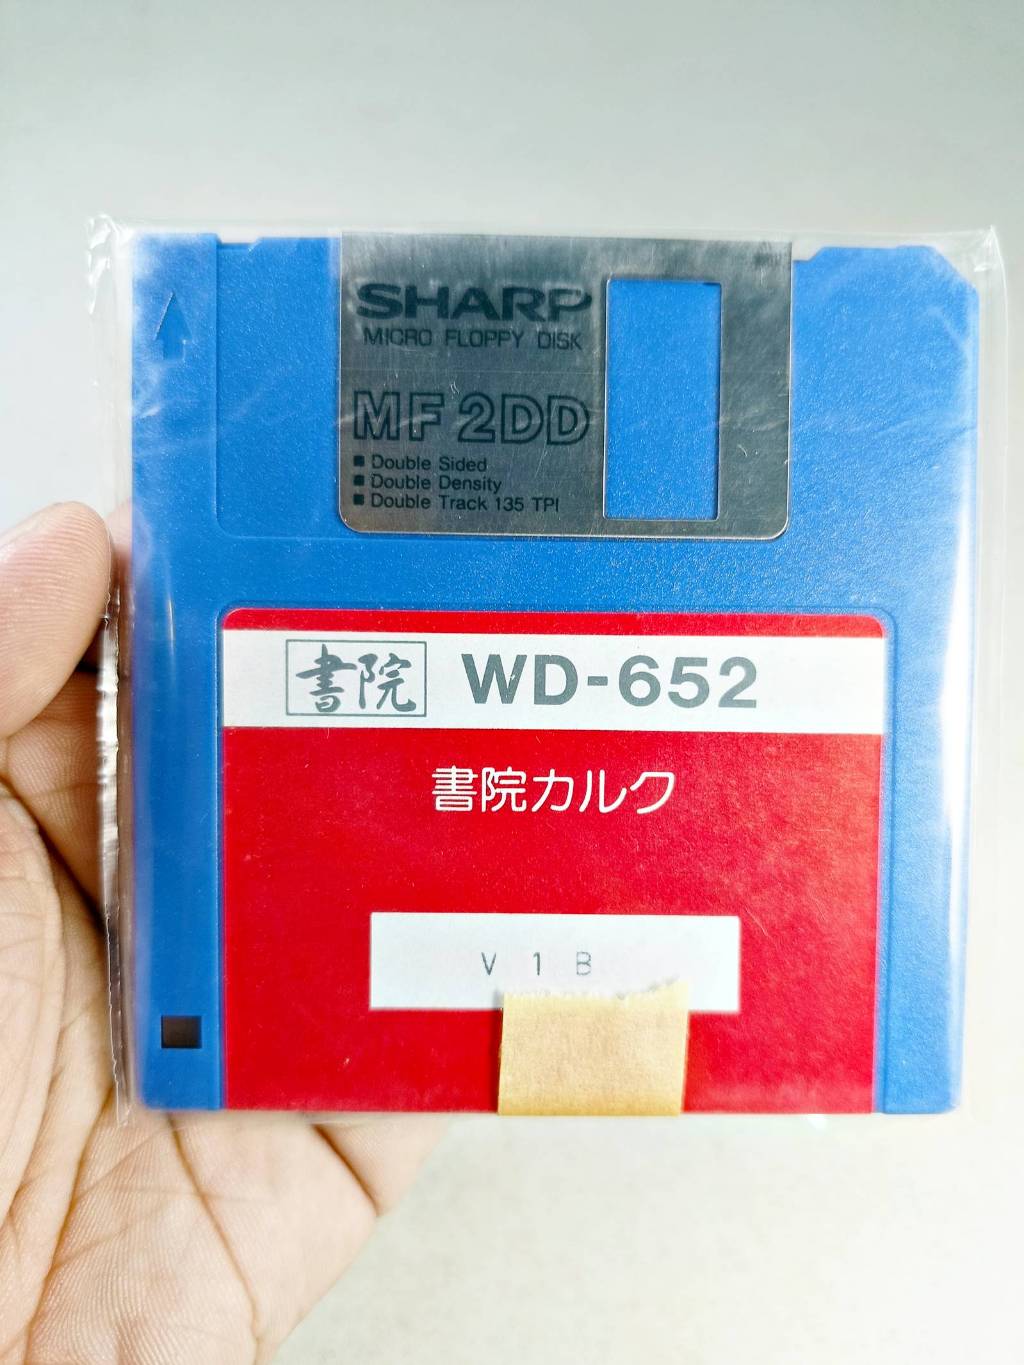 SHARP
MICRO FLOPPY DISK
MF 2DD
■ Double Sided
■ Double Density
■ Double Track 135 TPI
書院 WD-652
書院カルク
V 1 B